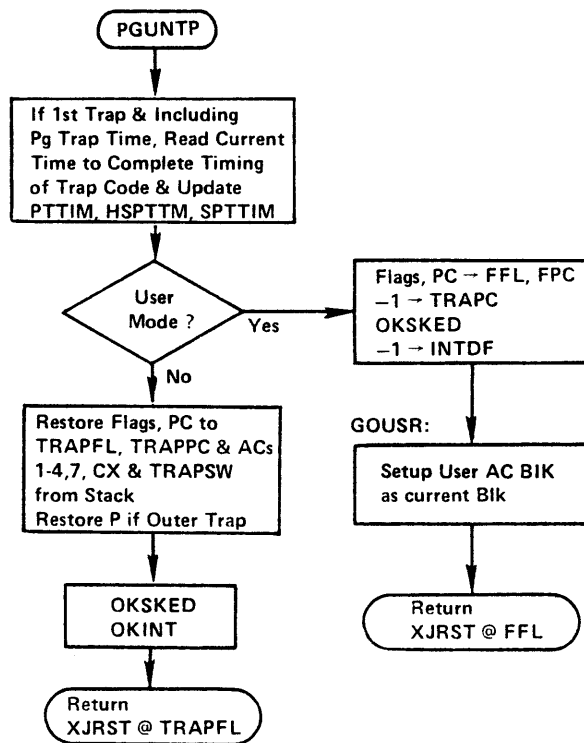 PGUNTP
If 1st Trap & Including
Pg Trap Time, Read Current
Time to Complete Timing
of Trap Code & Update
PTTIM, HSPTTM, SPTTIM
User
Mode ?
Yes
No
Flags, PC → FFL, FPC
−1 → TRAPC
OKSKED
−1 → INTDF
GOUSR:
Setup User AC BIK
as current Blk
Return
XJRST @ FFL
Restore Flags, PC to
TRAPFL, TRAPPC & ACs
1-4,7, CX & TRAPSW
from Stack
Restore P if Outer Trap
OKSKED
OKINT
Return
XJRST @ TRAPFL